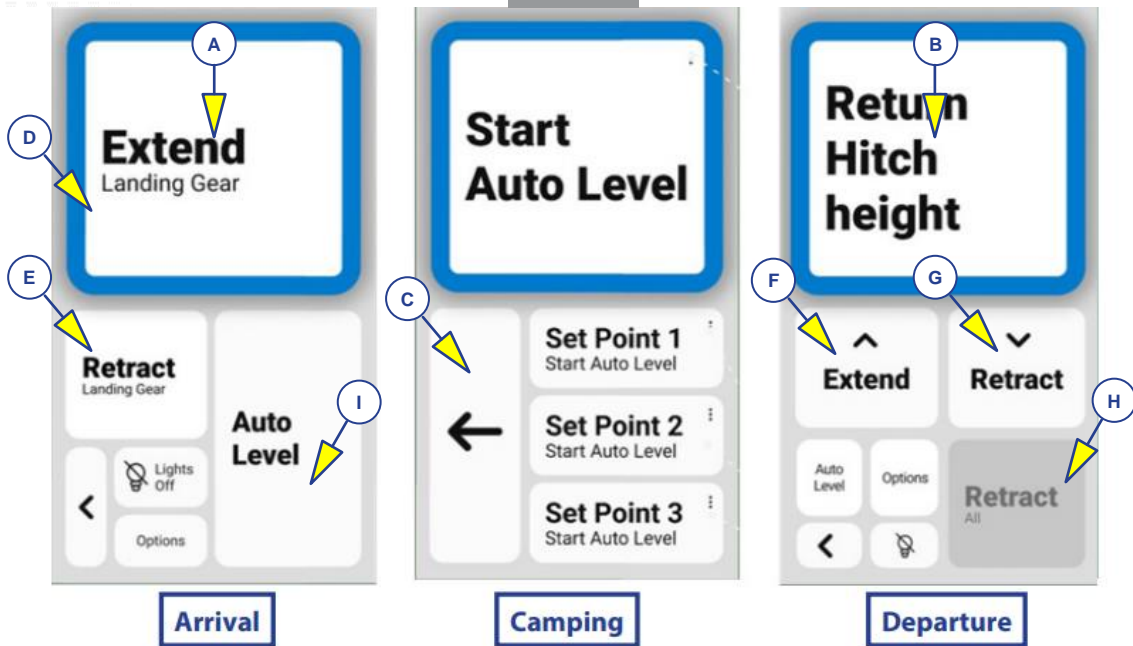 A
D
Extend
Landing Gear
E
Retract
Landing Gear
I
Auto
Level
Lights
Off
Options
Arrival
Start
Auto Level
C
Set Point 1
Start Auto Level
Set Point 2
Start Auto Level
Set Point 3
Start Auto Level
Camping
B
Return
Hitch
height
F
G
Extend
Retract
H
Auto
Level
Options
Retract
All
Departure